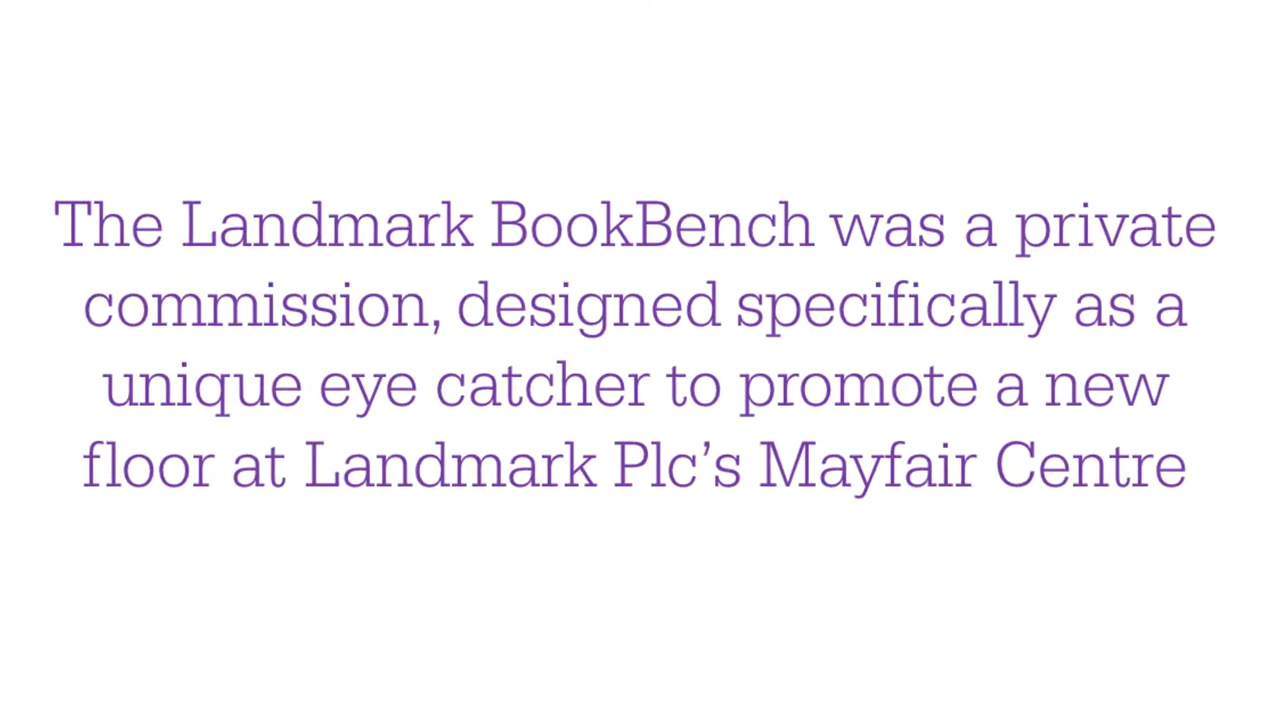 The Landmark BookBench was a private
commission, designed specifically as a
unique eye catcher to promote a new
floor at Landmark Plc’s Mayfair Centre